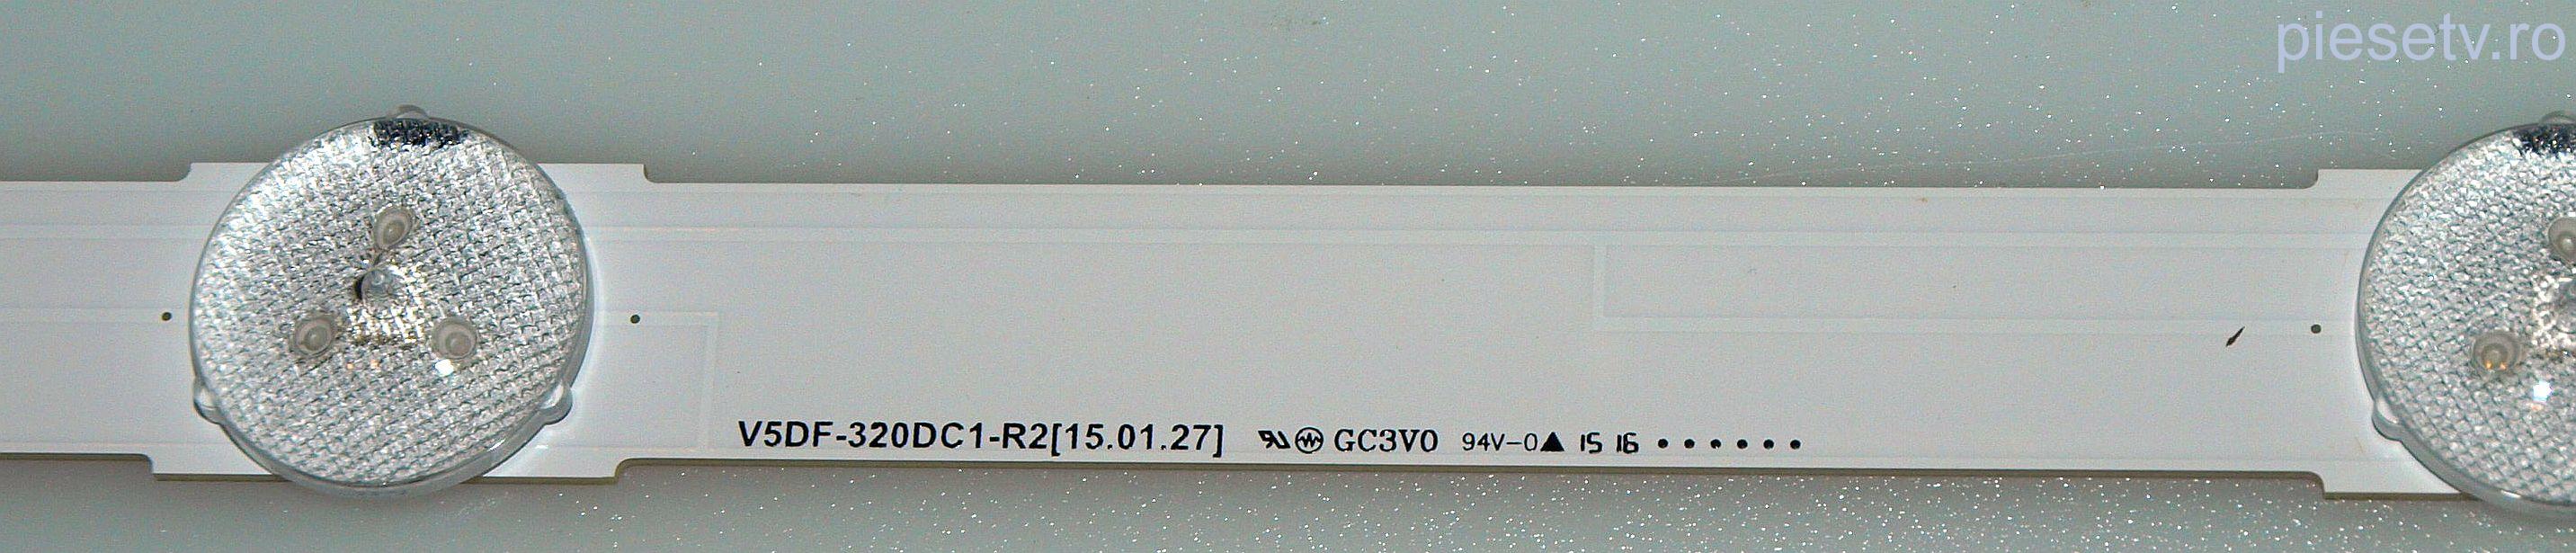 piesetv.ro
V5DF-320DC1-R2[15.01.27] GC3V0 94V-0▲ 15 16 ••••••